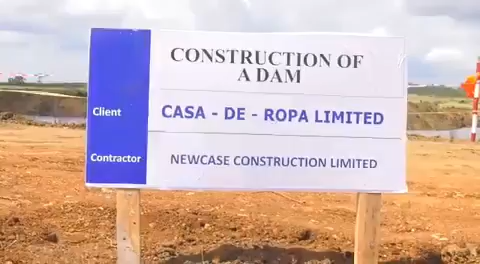 CONSTRUCTION OF
A DAM
Client
CASA - DE - ROPA LIMITED
Contractor
NEWCASE CONSTRUCTION LIMITED